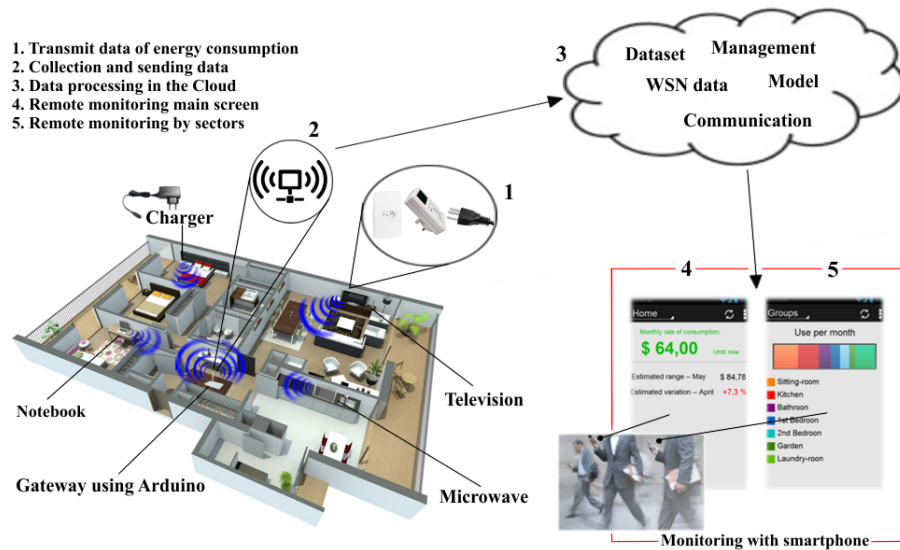 1. Transmit data of energy consumption
2. Collection and sending data
3. Data processing in the Cloud
4. Remote monitoring main screen
5. Remote monitoring by sectors
3
Dataset
Management
WSN data
Model
Communication
2
1
Charger
Notebook
Television
Gateway using Arduino
Microwave
4
5
Home
Monthly rate of consumption:
$ 64,00
Until now
Estimated range – May
$ 84,78
Estimated variation – April
+7,3 %
Groups
Use per month
Sitting-room
Kitchen
Bathroon
1st Bedroom
2nd Bedroom
Garden
Laundry-roon
Monitoring with smartphone